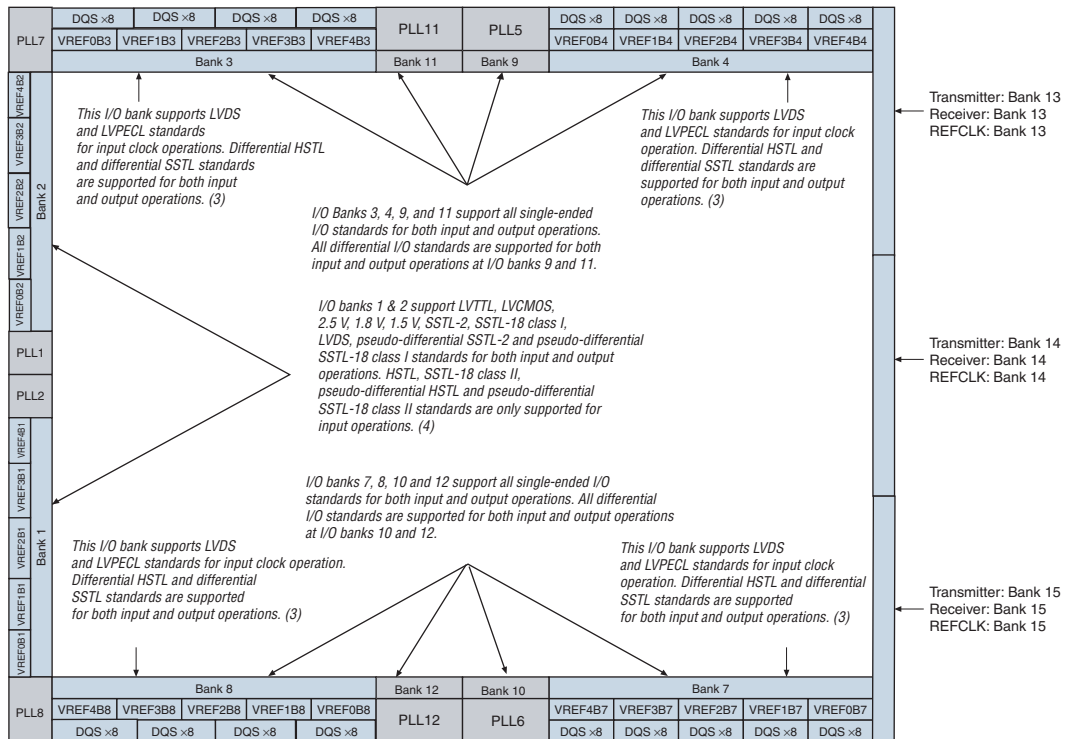 PLL7
DQS ×8 DQS ×8 DQS ×8 DQS ×8
VREF0B3 VREF1B3 VREF2B3 VREF3B3 VREF4B3
Bank 3
PLL11
Bank 11
PLL5
Bank 9
DQS ×8 DQS ×8 DQS ×8 DQS ×8 DQS ×8
VREF0B4 VREF1B4 VREF2B4 VREF3B4 VREF4B4
Bank 4
This I/O bank supports LVDS
and LVPECL standards
for input clock operations. Differential HSTL
and differential SSTL standards
are supported for both input
and output operations. (3)
This I/O bank supports LVDS
and LVPECL standards for input clock
operation. Differential HSTL and
differential SSTL standards are
supported for both input and output
operations. (3)
Transmitter: Bank 13
Receiver: Bank 13
REFCLK: Bank 13
VREF4B2
VREF3B2
VREF2B2
VREF1B2
VREF0B2
Bank 2
I/O Banks 3, 4, 9, and 11 support all single-ended
I/O standards for both input and output operations.
All differential I/O standards are supported for both
input and output operations at I/O banks 9 and 11.
I/O banks 1 & 2 support LVTTL, LVCMOS,
2.5 V, 1.8 V, 1.5 V, SSTL-2, SSTL-18 class I,
LVDS, pseudo-differential SSTL-2 and pseudo-differential
SSTL-18 class I standards for both input and output
operations. HSTL, SSTL-18 class II,
pseudo-differential HSTL and pseudo-differential
SSTL-18 class II standards are only supported for
input operations. (4)
PLL1
PLL2
Transmitter: Bank 14
Receiver: Bank 14
REFCLK: Bank 14
VREF4B1
VREF3B1
VREF2B1
VREF1B1
VREF0B1
Bank 1
I/O banks 7, 8, 10 and 12 support all single-ended I/O
standards for both input and output operations. All differential
I/O standards are supported for both input and output operations
at I/O banks 10 and 12.
This I/O bank supports LVDS
and LVPECL standards for input clock operation.
Differential HSTL and differential
SSTL standards are supported
for both input and output operations. (3)
This I/O bank supports LVDS
and LVPECL standards for input clock
operation. Differential HSTL and differential
SSTL standards are supported
for both input and output operations. (3)
Transmitter: Bank 15
Receiver: Bank 15
REFCLK: Bank 15
PLL8
Bank 8
VREF4B8 VREF3B8 VREF2B8 VREF1B8 VREF0B8
DQS ×8 DQS ×8 DQS ×8 DQS ×8
Bank 12
PLL12
Bank 10
PLL6
Bank 7
VREF4B7 VREF3B7 VREF2B7 VREF1B7 VREF0B7
DQS ×8 DQS ×8 DQS ×8 DQS ×8 DQS ×8